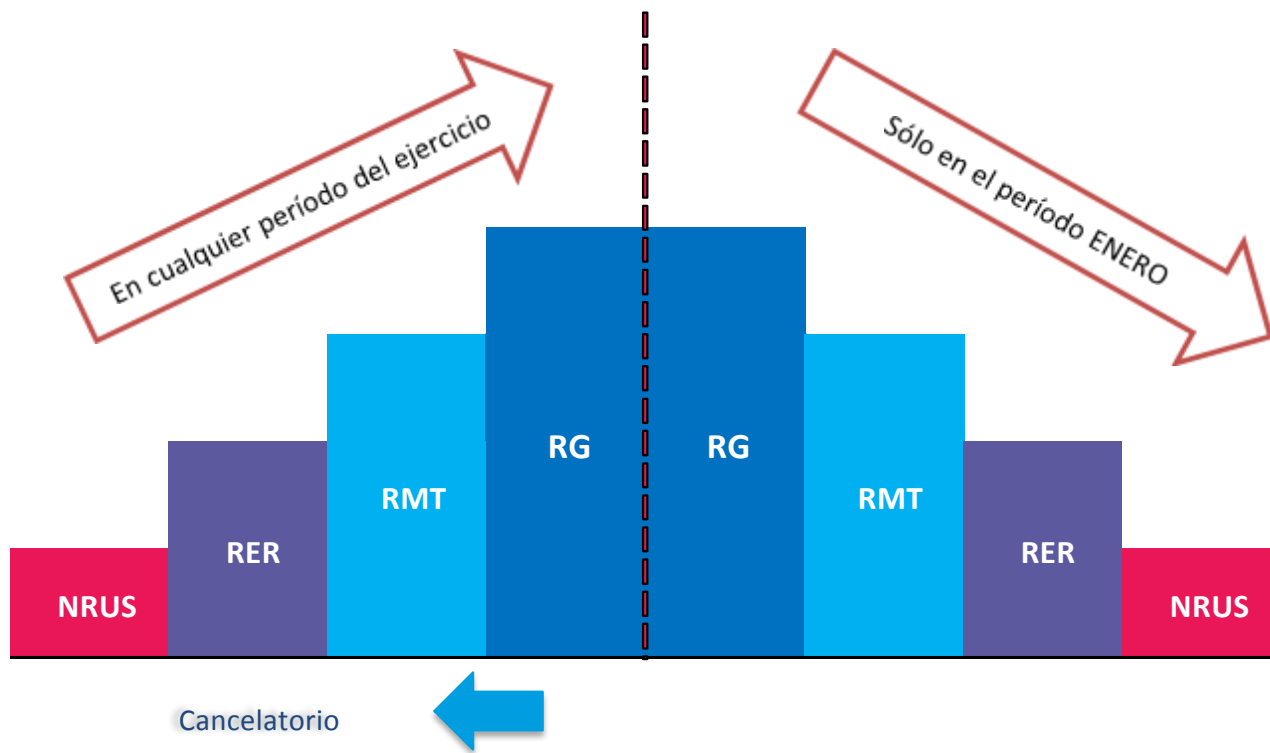 En cualquier período del ejercicio
Sólo en el período ENERO
NRUS
RER
RMT
RG
RG
RMT
RER
NRUS
Cancelatorio